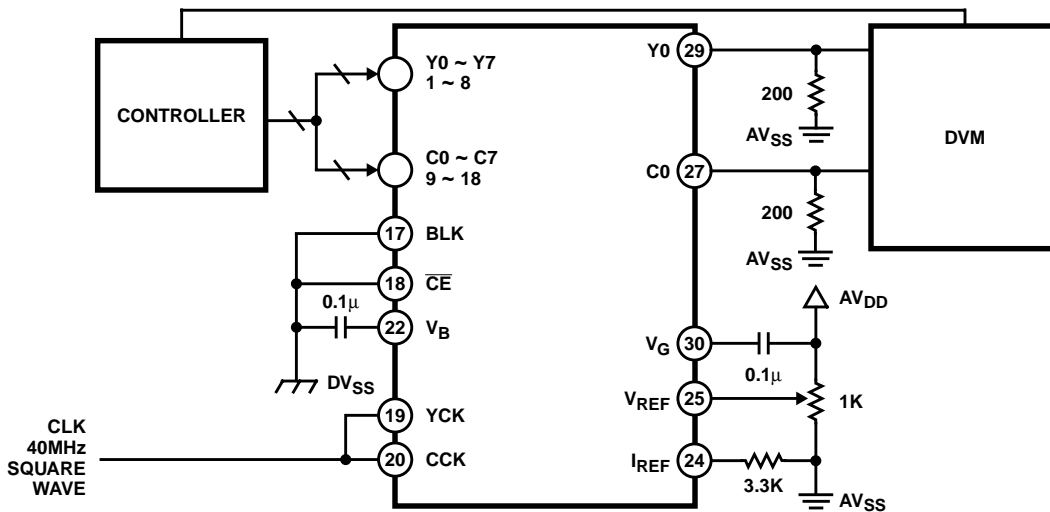 CONTROLLER
Y0 ~ Y7
1 ~ 8
C0 ~ C7
9 ~ 18
17 BLK
18 C̅E̅
0.1μ
22 VB
DVSS
19 YCK
20 CCK
CLK
40MHz
SQUARE
WAVE
Y0 29
200
AVSS
DVM
C0 27
200
AVSS
AVDD
VG 30
0.1μ
VREF 25
1K
IREF 24
3.3K
AVSS